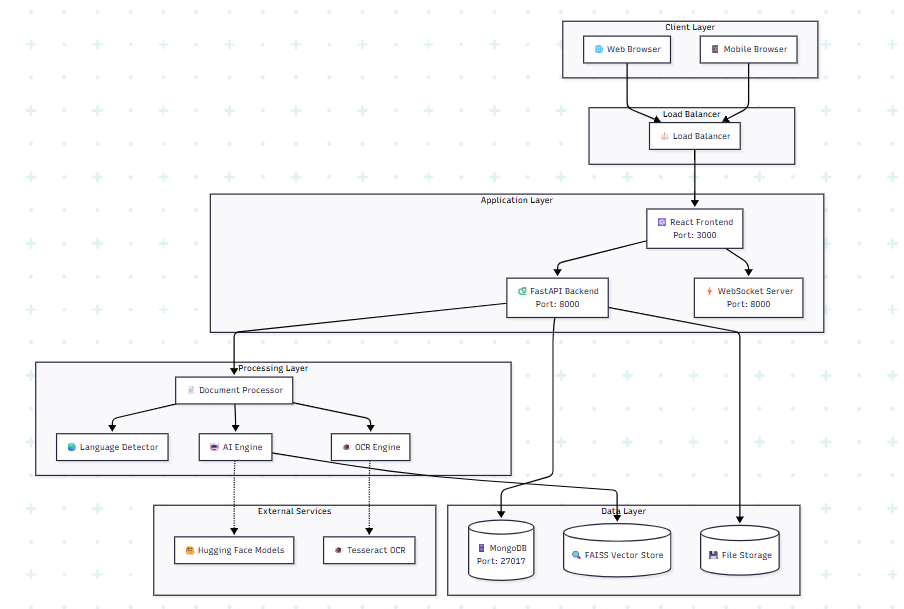 Client Layer
Web Browser
Mobile Browser
Load Balancer
Load Balancer
Application Layer
React Frontend
Port: 3000
FastAPI Backend
Port: 8000
WebSocket Server
Port: 8000
Processing Layer
Document Processor
Language Detector
AI Engine
OCR Engine
External Services
Hugging Face Models
Tesseract OCR
Data Layer
MongoDB
Port: 27017
FAISS Vector Store
File Storage